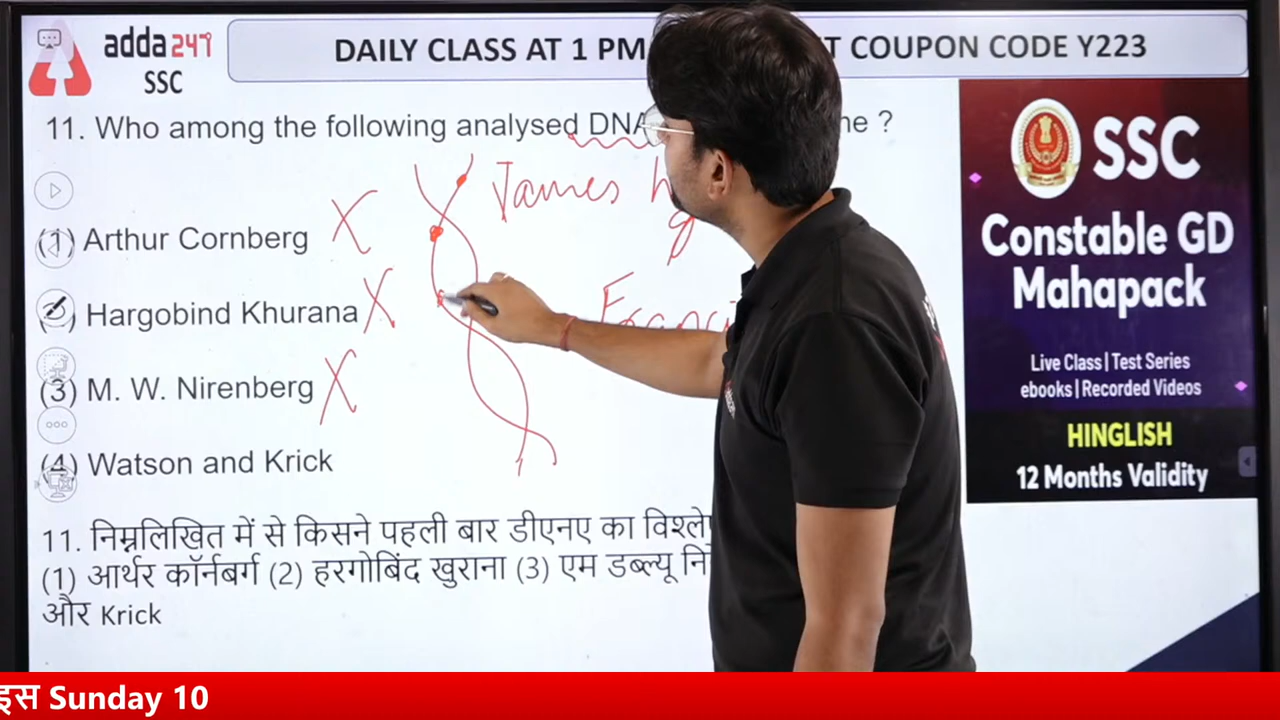 adda247
SSC
DAILY CLASS AT 1 PM T COUPON CODE Y223
11. Who among the following analysed DNA ?
(1) Arthur Cornberg
Hargobind Khurana
(3) M. W. Nirenberg
(4) Watson and Krick
James
11. निम्नलिखित में से किसने पहली बार डीएनए का
(1) आर्थर कॉर्नबर्ग (2) हरगोबिंद खुराना (3) एम डब्ल्यू
और Krick
SSC
Constable GD
Mahapack
Live Class | Test Series
ebooks | Recorded Videos
HINGLISH
12 Months Validity
इस Sunday 10